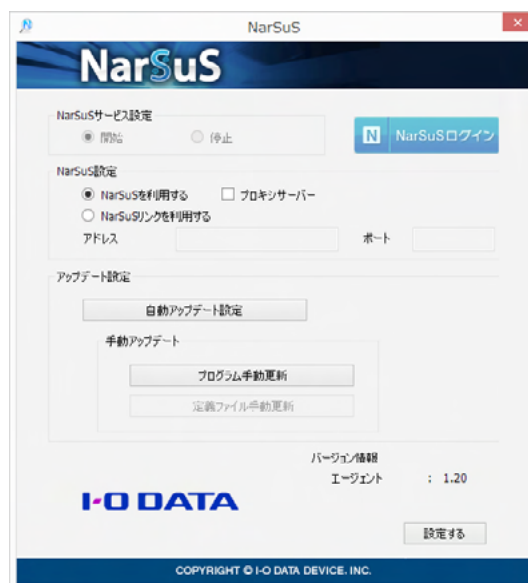 NarSuS
NarSuS
NarSuSサービス設定
開始
停止
N NarSuSログイン
NarSuS設定
NarSuSを利用する
プロキシサーバー
NarSuSリンクを利用する
アドレス
ポート
アップデート設定
自動アップデート設定
手動アップデート
プログラム手動更新
定義ファイル手動更新
バージョン情報
エージェント : 1.20
I-O DATA
設定する
COPYRIGHT © I-O DATA DEVICE. INC.